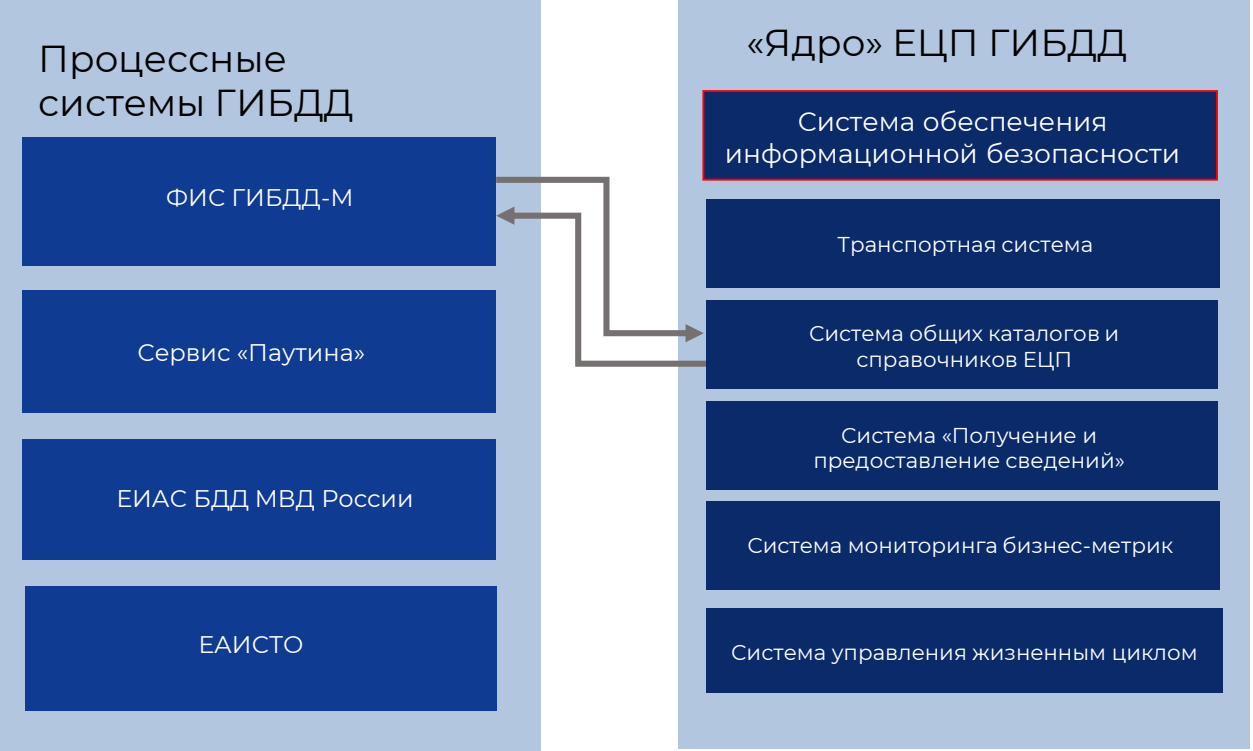 Процессные
системы ГИБДД
ФИС ГИБДД-М
Сервис «Паутина»
ЕИАС БДД МВД России
ЕАИСТО
«Ядро» ЕЦП ГИБДД
Система обеспечения
информационной безопасности
Транспортная система
Система общих каталогов и
справочников ЕЦП
Система «Получение и
предоставление сведений»
Система мониторинга бизнес-метрик
Система управления жизненным циклом